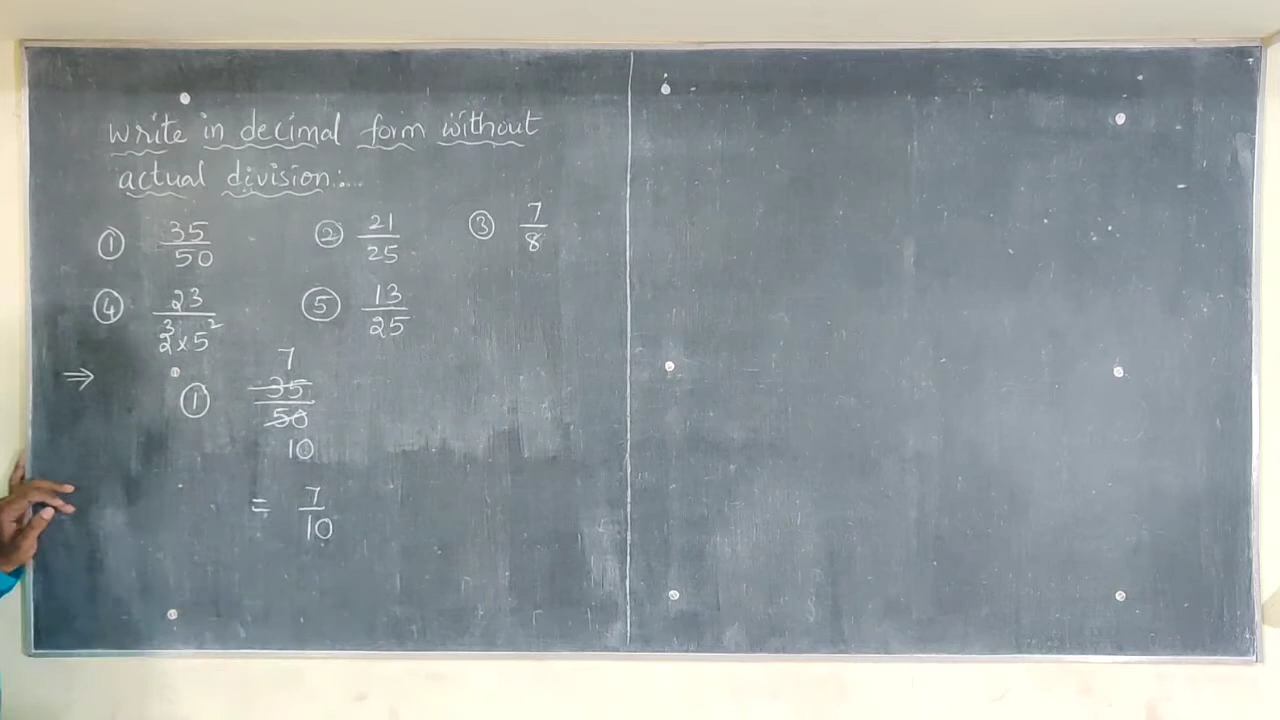 Write in decimal form without
actual division:...
① 35/50 ② 21/25 ③ 7/8
④ 23/2³×5² ⑤ 13/25
⇒ ① 7
35/50
10
= 7/10